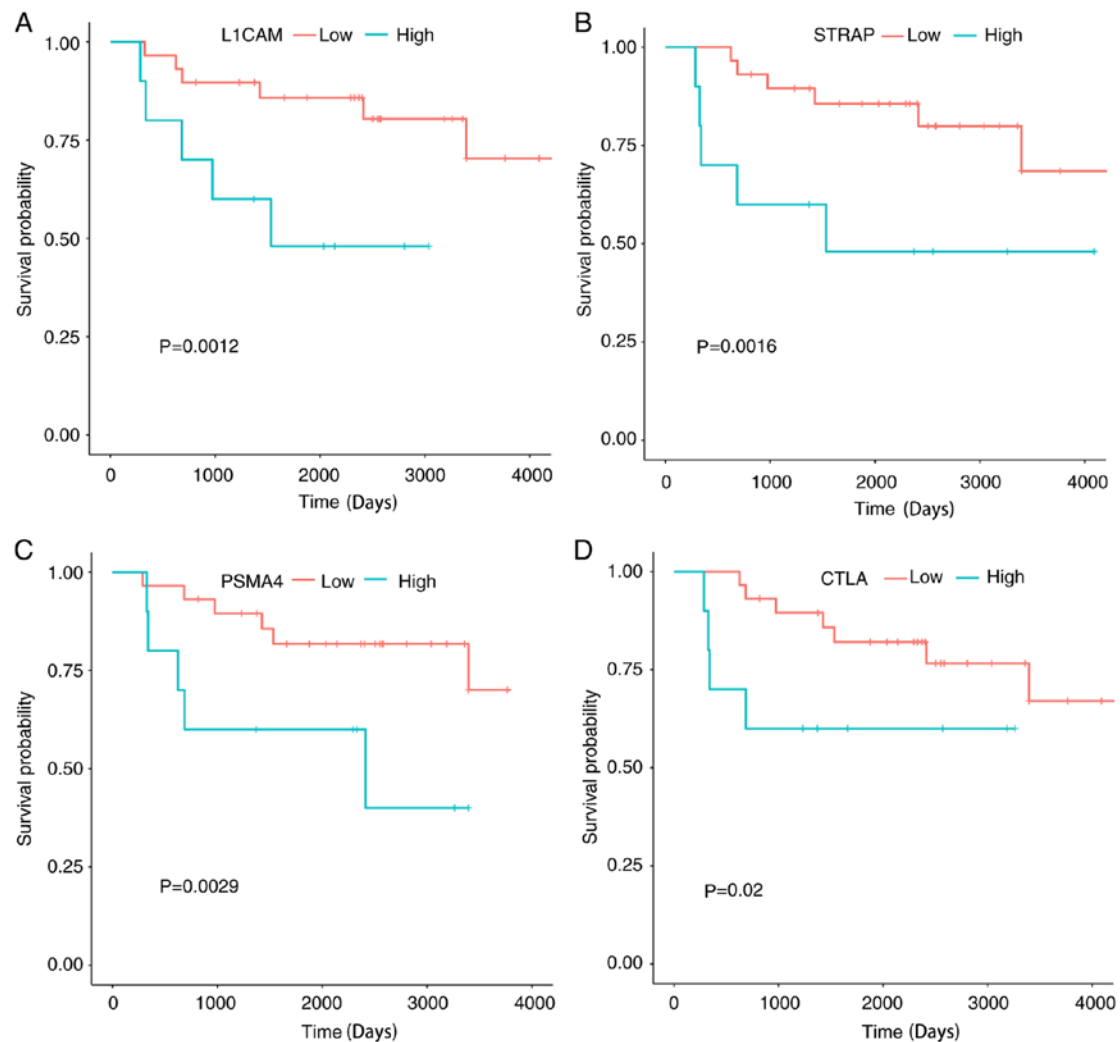 A
L1CAM Low High
1.00
0.75
0.50
0.25
0.00
Survival probability
P=0.0012
0 1000 2000 3000 4000
Time (Days)
B
STRAP Low High
1.00
0.75
0.50
0.25
0.00
Survival probability
P=0.0016
0 1000 2000 3000 4000
Time (Days)
C
PSMA4 Low High
1.00
0.75
0.50
0.25
0.00
Survival probability
P=0.0029
0 1000 2000 3000 4000
Time (Days)
D
CTLA Low High
1.00
0.75
0.50
0.25
0.00
Survival probability
P=0.02
0 1000 2000 3000 4000
Time (Days)